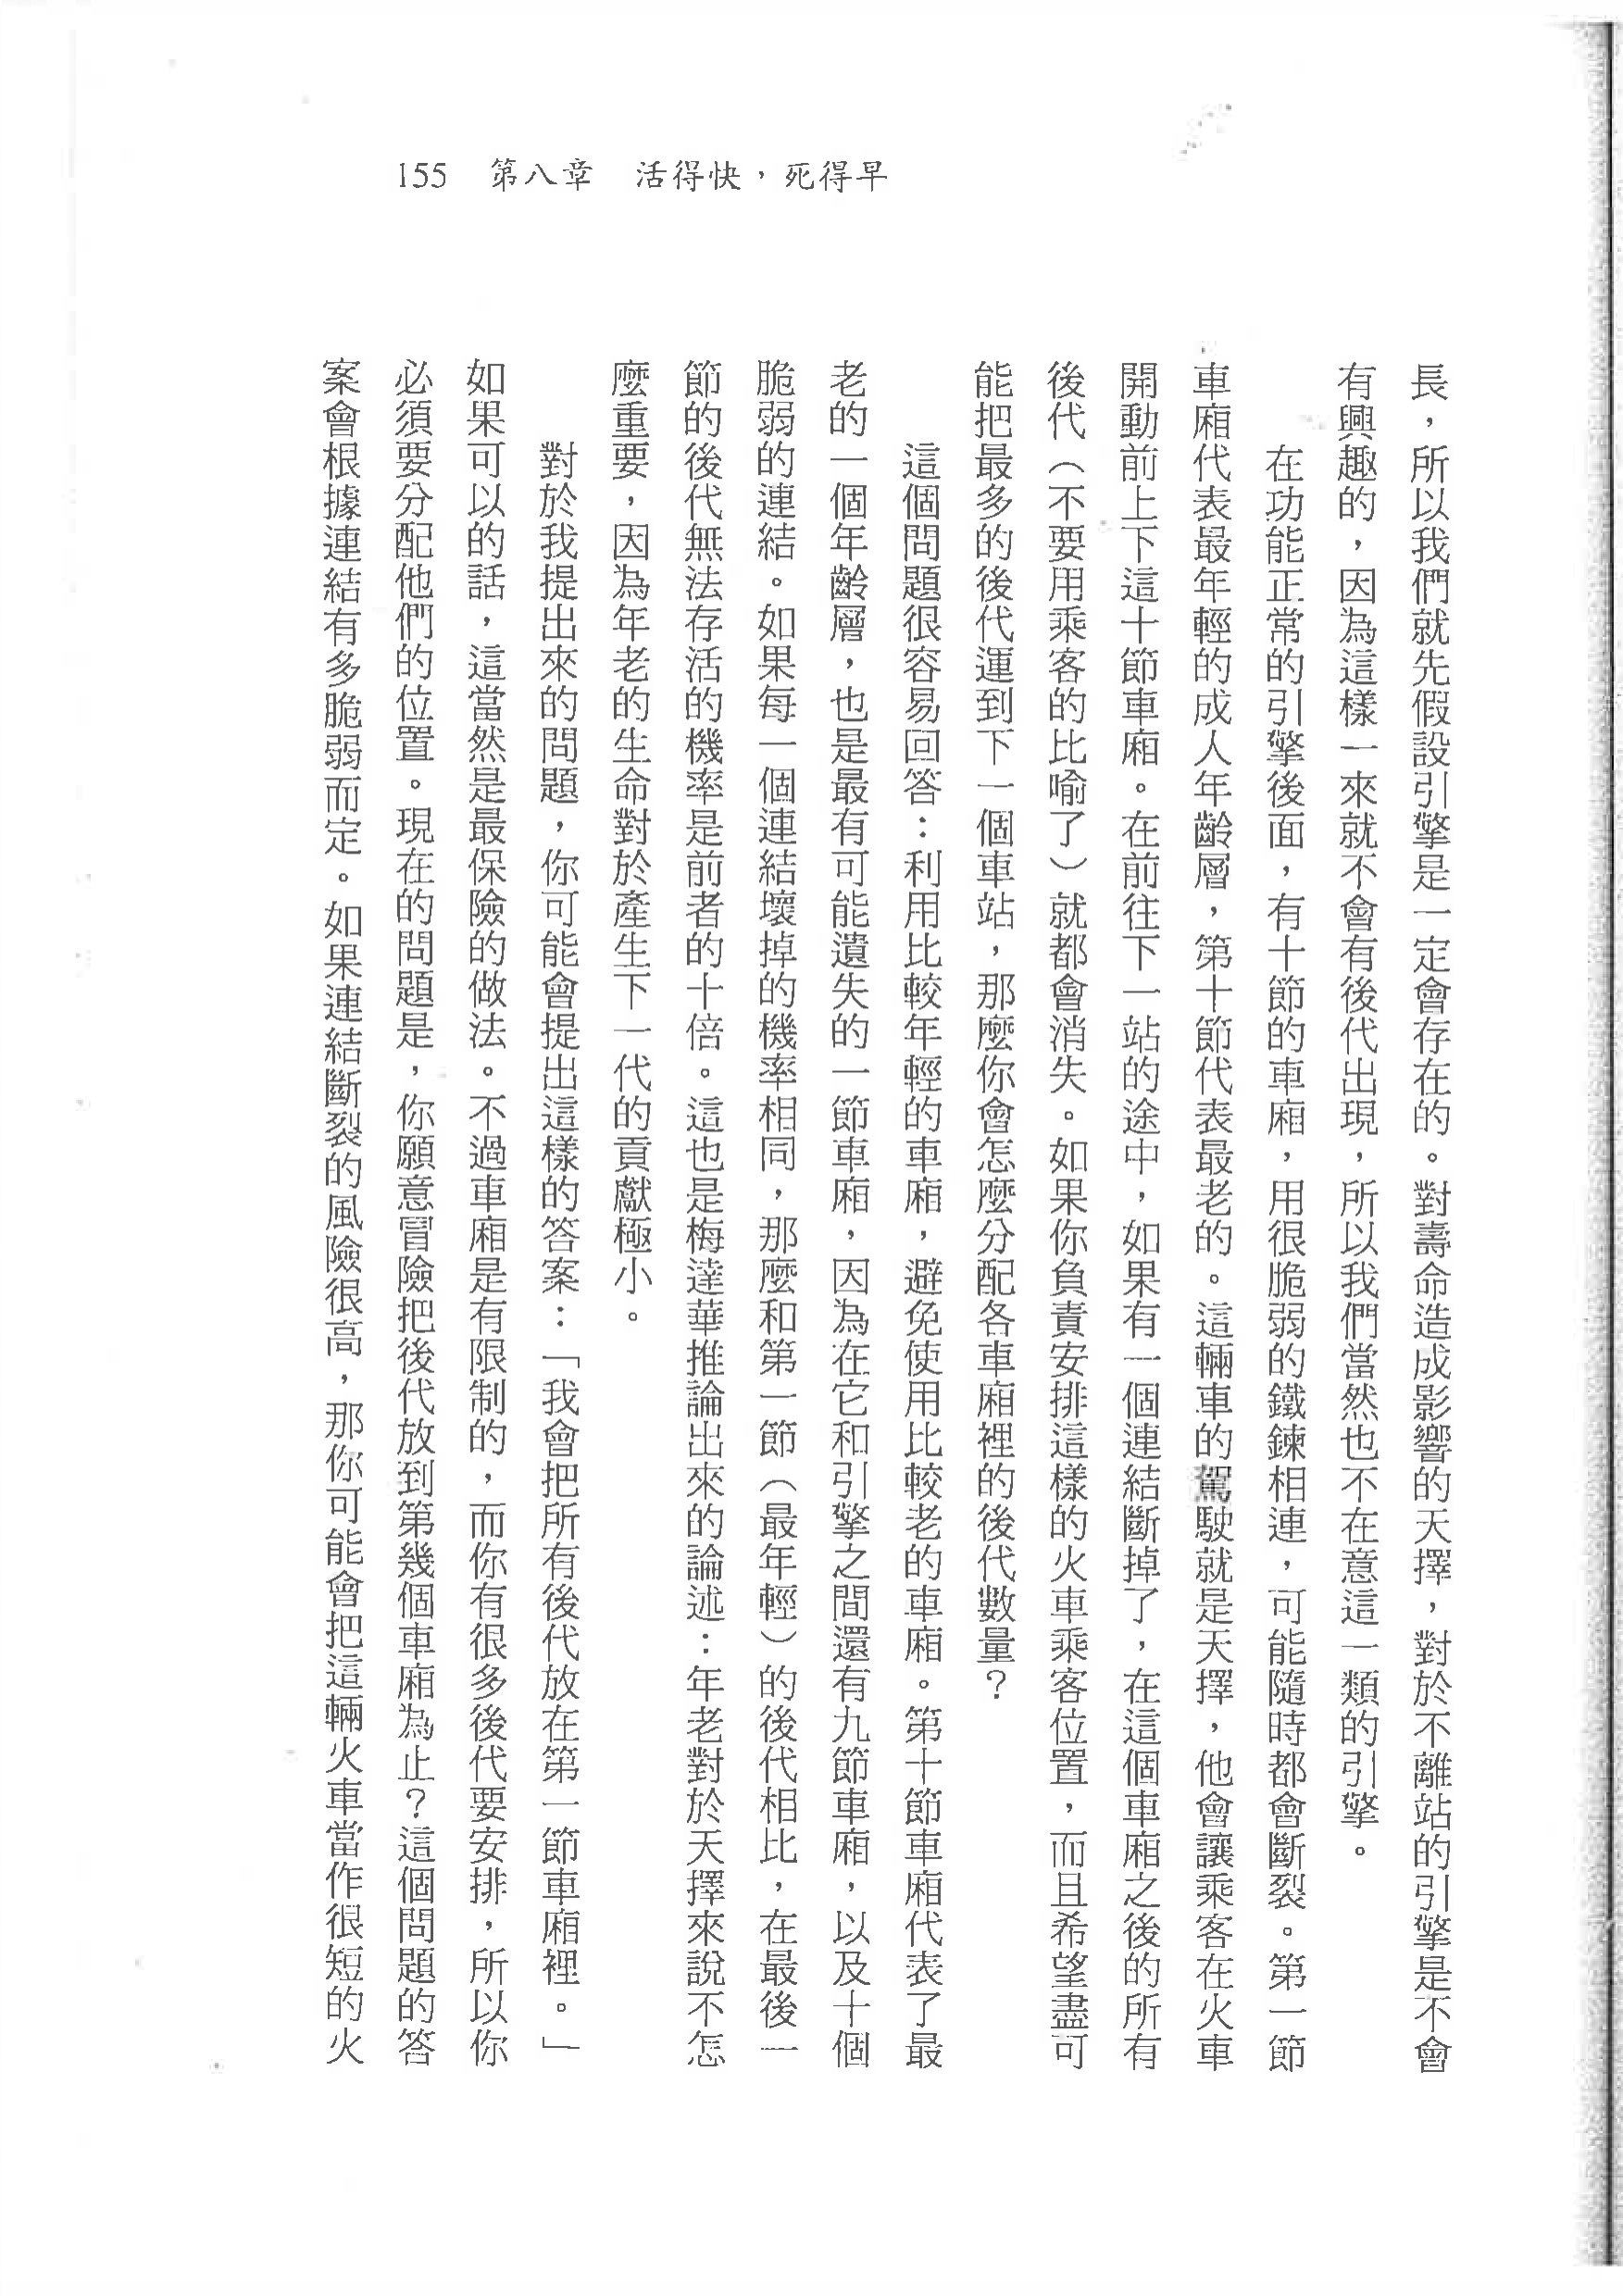 155 第八章 活得快，死得早
長，所以我們就先假設引擎是一定會存在的。對壽命造成影響的天擇，對於不離站的引擎是不會
有興趣的，因為這樣一來就不會有後代出現，所以我們當然也不在意這一類的引擎。
在功能正常的引擎後面，有十節的車廂，用很脆弱的鐵鍊相連，可能隨時都會斷裂。第一節
車廂代表最年輕的成人年齡層，第十節代表最老的。這輛車的駕駛就是天擇，他會讓乘客在火車
開動前上下這十節車廂。在前往下一站的途中，如果有一個連結斷掉了，在這個車廂之後的所有
後代（不要用乘客的比喻了）就都會消失。如果你負責安排這樣的火車乘客位置，而且希望盡可
能把最多的後代運到下一個車站，那麼你會怎麼分配各車廂裡的後代數量？
這個問題很容易回答：利用比較年輕的車廂，避免使用比較老的車廂。第十節車廂代表了最
老的一個年齡層，也是最有可能遺失的一節車廂，因為在它和引擎之間還有九節車廂，以及十個
脆弱的連結。如果每一個連結壞掉的機率相同，那麼和第一節（最年輕）的後代相比，在最後一
節的後代無法存活的機率是前者的十倍。這也是梅達華推論出來的論述：年老對於天擇來說不怎
麼重要，因為年老的生命對於產生下一代的貢獻極小。
對於我提出來的問題，你可能會提出這樣的答案：「我會把所有後代放在第一節車廂裡。」
如果可以的話，這當然是最保險的做法。不過車廂是有限制的，而你有很多後代要安排，所以你
必須要分配他們的位置。現在的問題是，你願意冒險把後代放到第幾個車廂為止？這個問題的答
案會根據連結有多脆弱而定。如果連結斷裂的風險很高，那你可能會把這輛火車當作很短的火